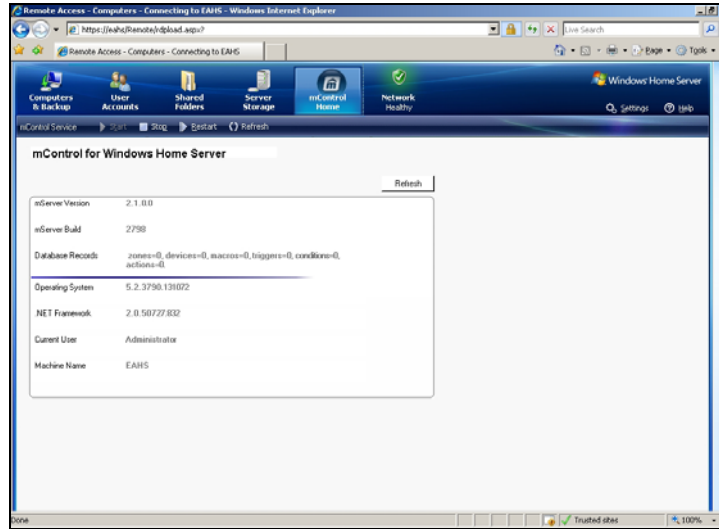 Remote Access - Computers - Connecting to EAHS - Windows Internet Explorer
https://eahs/Remote/rdpload.aspx?
Live Search
Remote Access - Computers - Connecting to EAHS
Page
Tools
Computers & Backup
User Accounts
Shared Folders
Server Storage
mControl Home
Network Healthy
Windows Home Server
Settings
Help
mControl Service
Start
Stop
Restart
Refresh
mControl for Windows Home Server
Refresh
mServer Version 2.1.0.0
mServer Build 2798
Database Records zones=0, devices=0, macros=0, triggers=0, conditions=0,
actions=0.
Operating System 5.2.3790.131072
.NET Framework 2.0.50727.832
Current User Administrator
Machine Name EAHS
Done
Trusted sites
100%